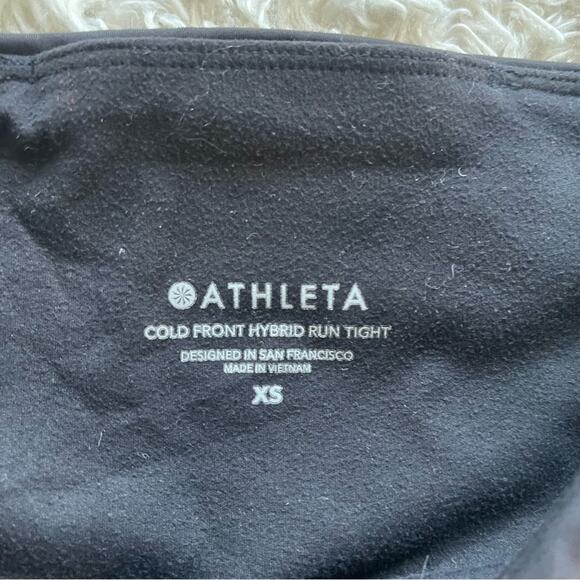 ATHLETA
COLD FRONT HYBRID RUN TIGHT
DESIGNED IN SAN FRANCISCO
MADE IN VIETNAM
XS